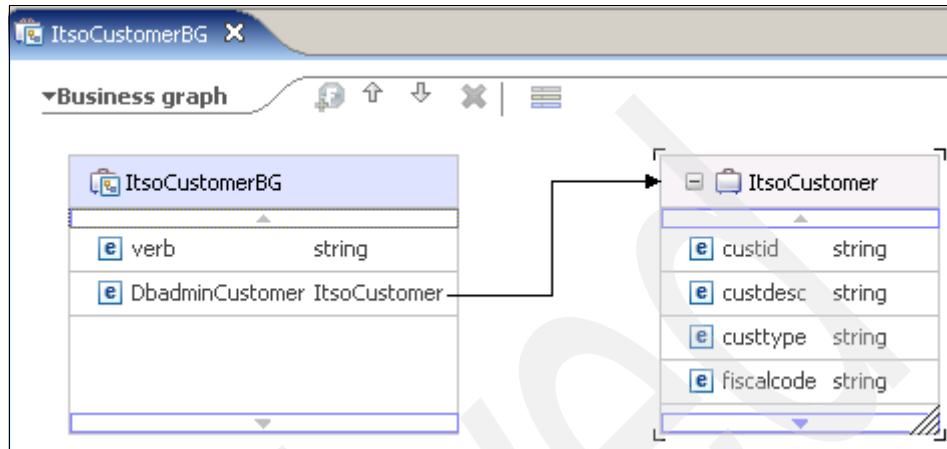 ItsoCustomerBG
Business graph
ItsoCustomerBG
verb string
DbadminCustomer ItsoCustomer
ItsoCustomer
custid string
custdesc string
custtype string
fiscalcode string